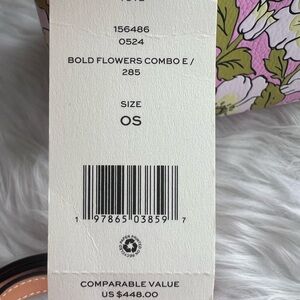 156486
0524
BOLD FLOWERS COMBO E /
285
SIZE
OS
1 97865 03859 7
COMPARABLE VALUE
US $448.00